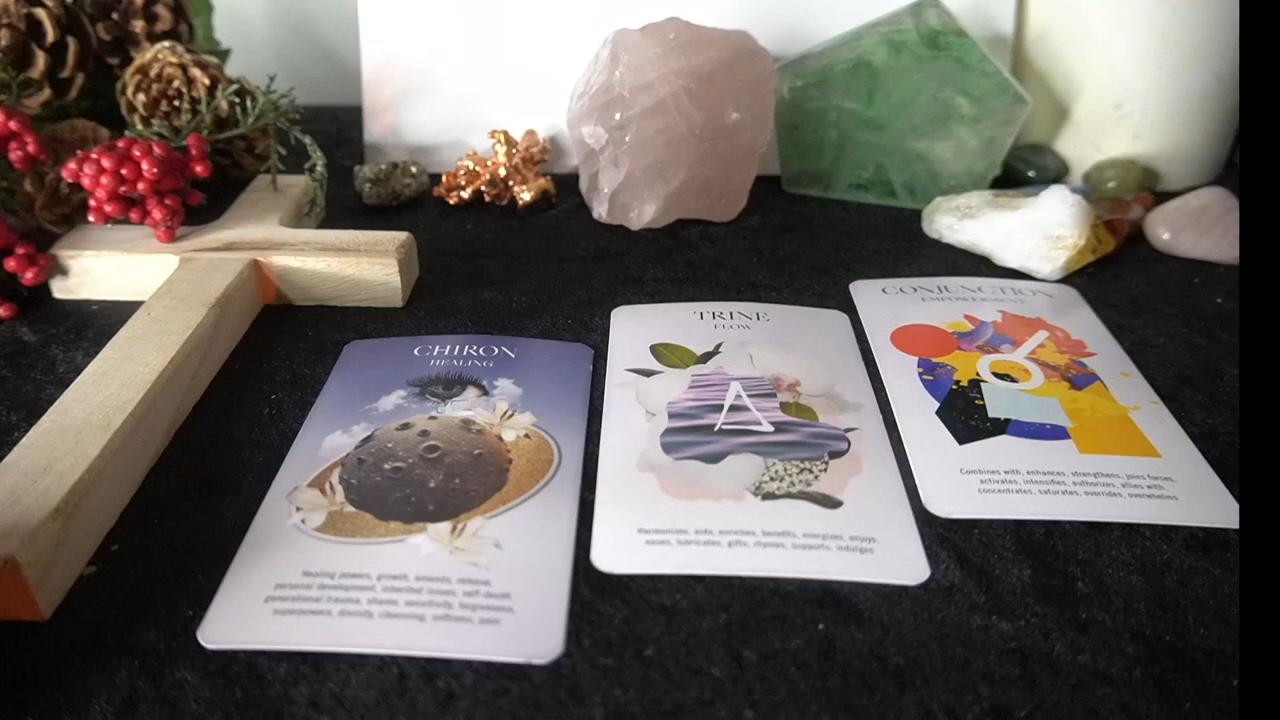 CHIRON
HEALING
Healing powers, growth, amends, release,
personal development, inherited issues, self-doubt,
generational trauma, shame, sensitivity, forgiveness,
superpowers, divinity, cleansing, softness, pain
TRINE
FLOW
Harmonizes, aids, enriches, benefits, energizes, enjoys,
eases, lubricates, gifts, rhymes, supports, indulges
CONJUNCTION
EMPOWERMENT
Combines with, enhances, strengthens, joins forces,
activates, intensifies, authorizes, allies with,
concentrates, saturates, overrides, overwhelms